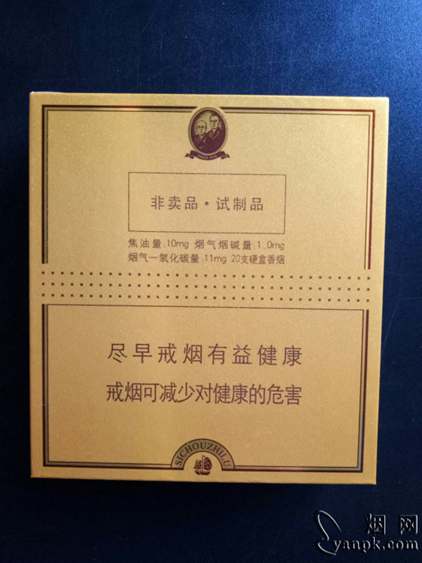 非卖品·试制品
焦油量:10mg 烟气烟碱量:1.0mg
烟气一氧化碳量:11mg 20支硬盒香烟
尽早戒烟有益健康
戒烟可减少对健康的危害
SICHOUZHILU
烟网
yanpk.com